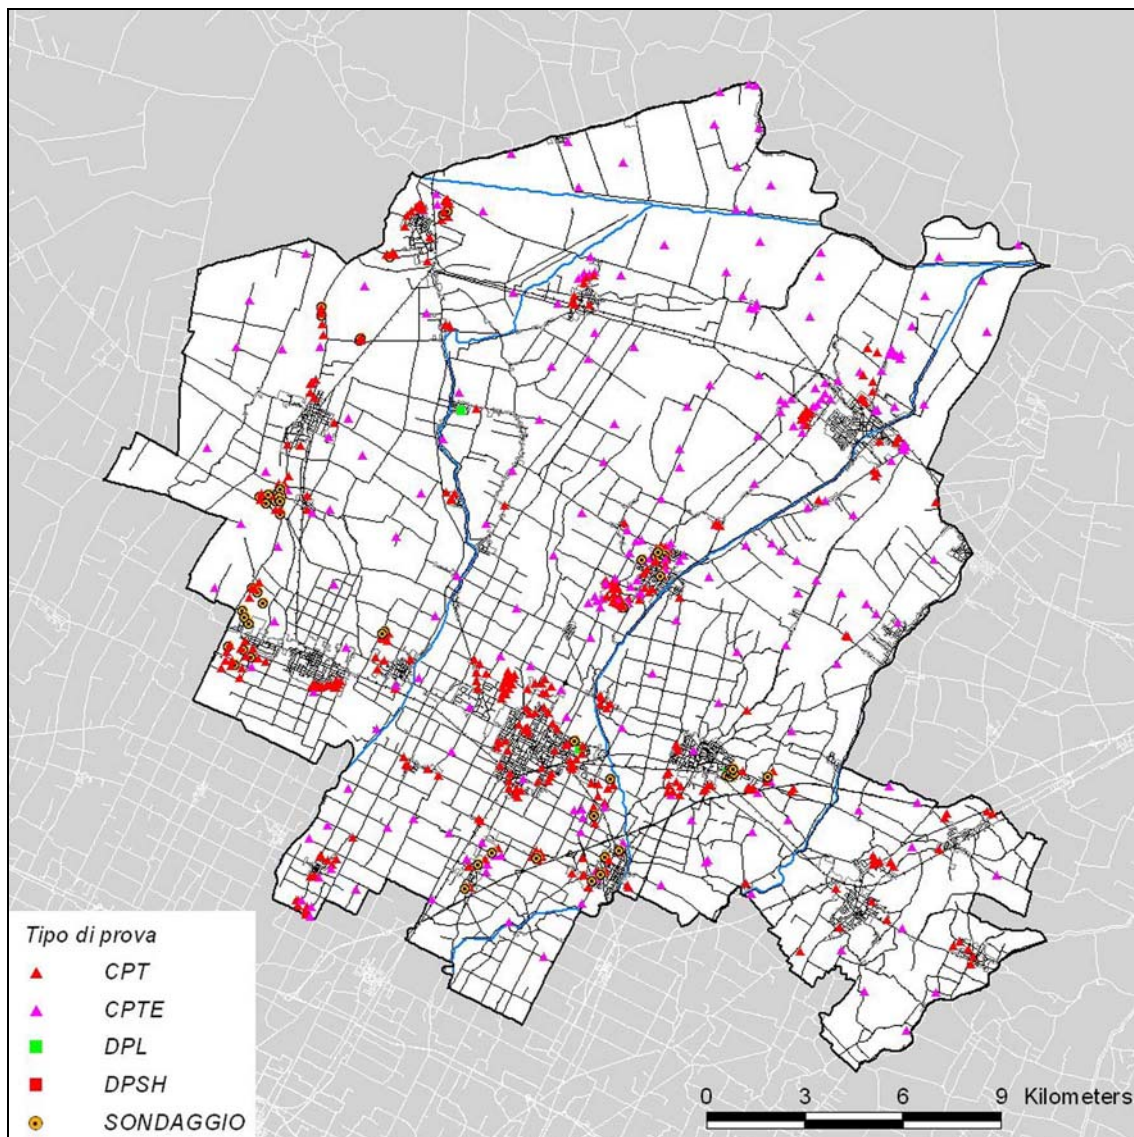 Tipo di prova
CPT
CPTE
DPL
DPSH
SONDAGGIO
0 3 6 9 Kilometers